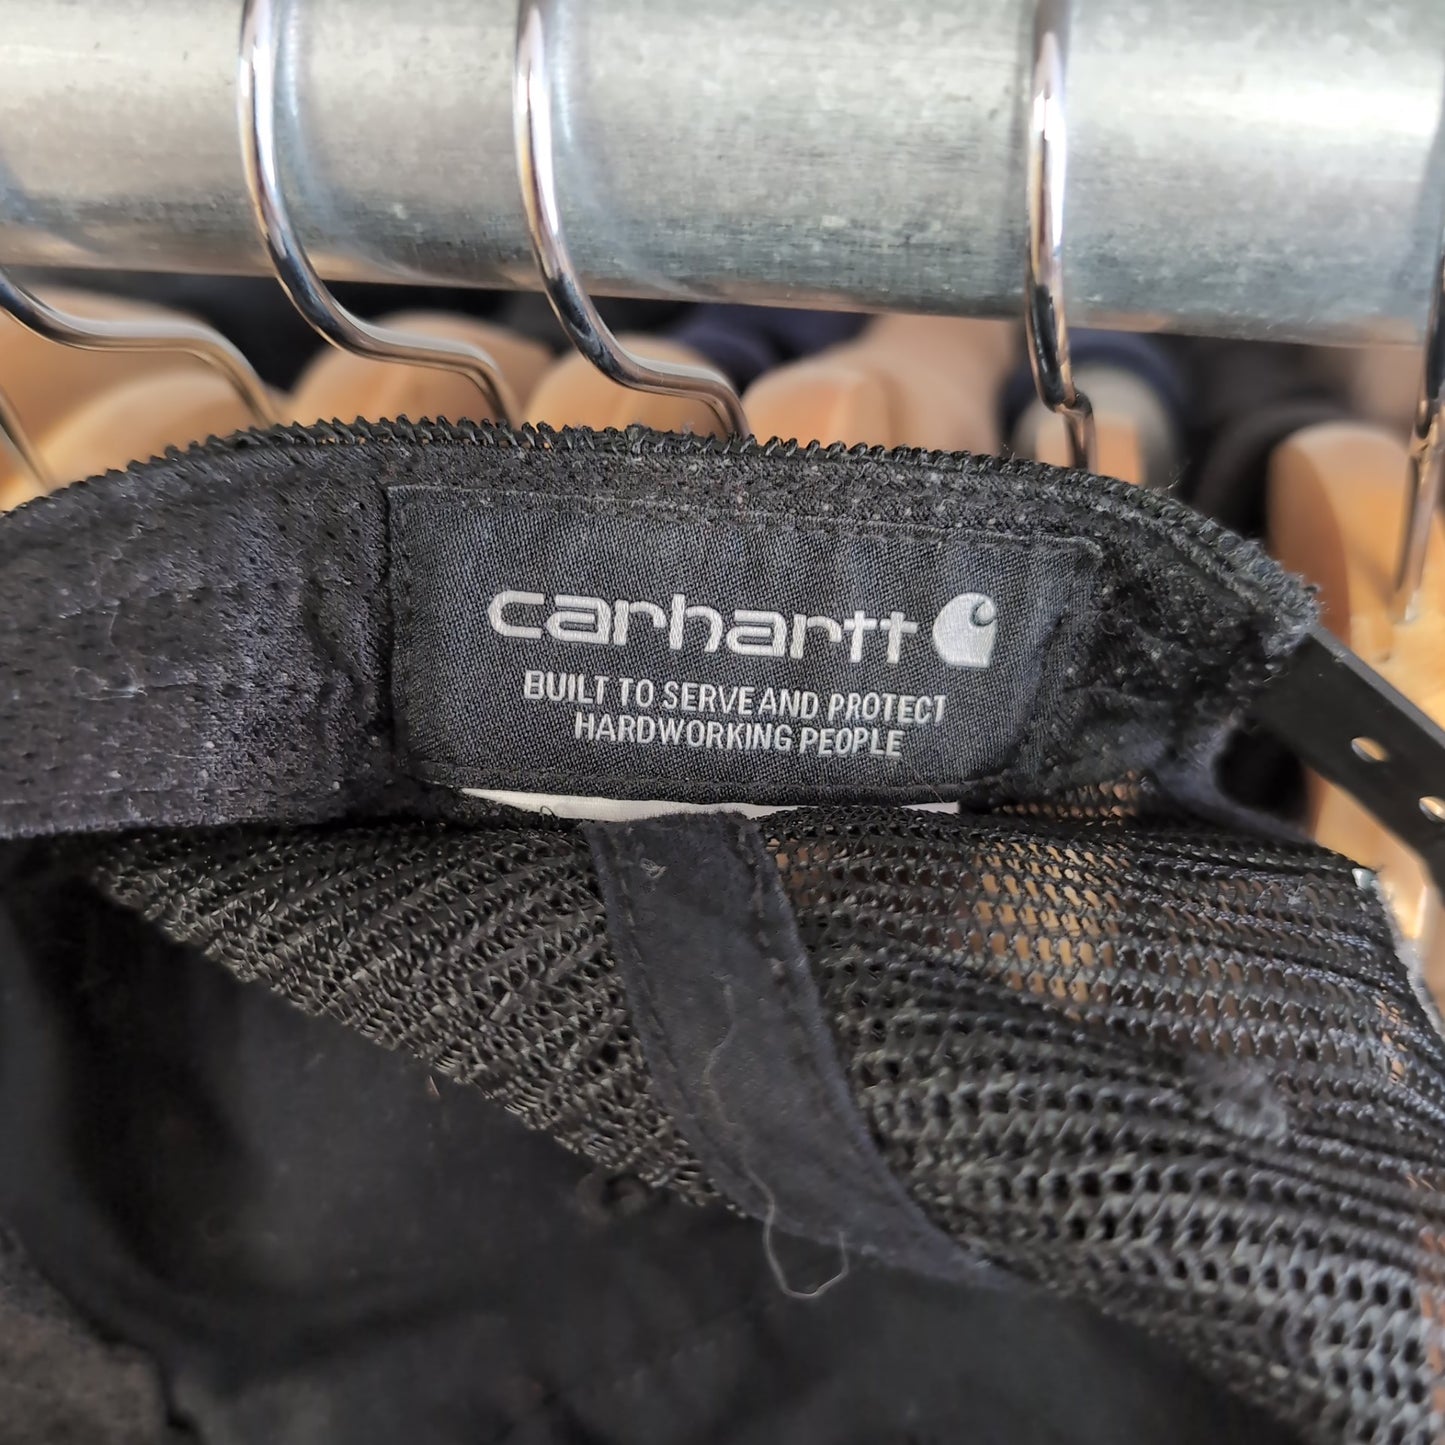 carhartt
BUILT TO SERVE AND PROTECT
HARDWORKING PEOPLE